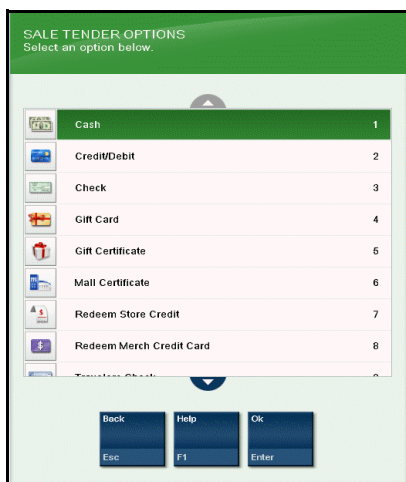 SALE TENDER OPTIONS
Select an option below.
Cash 1
Credit/Debit 2
Check 3
Gift Card 4
Gift Certificate 5
Mall Certificate 6
Redeem Store Credit 7
Redeem Merch Credit Card 8
Back Help Ok
Esc F1 Enter